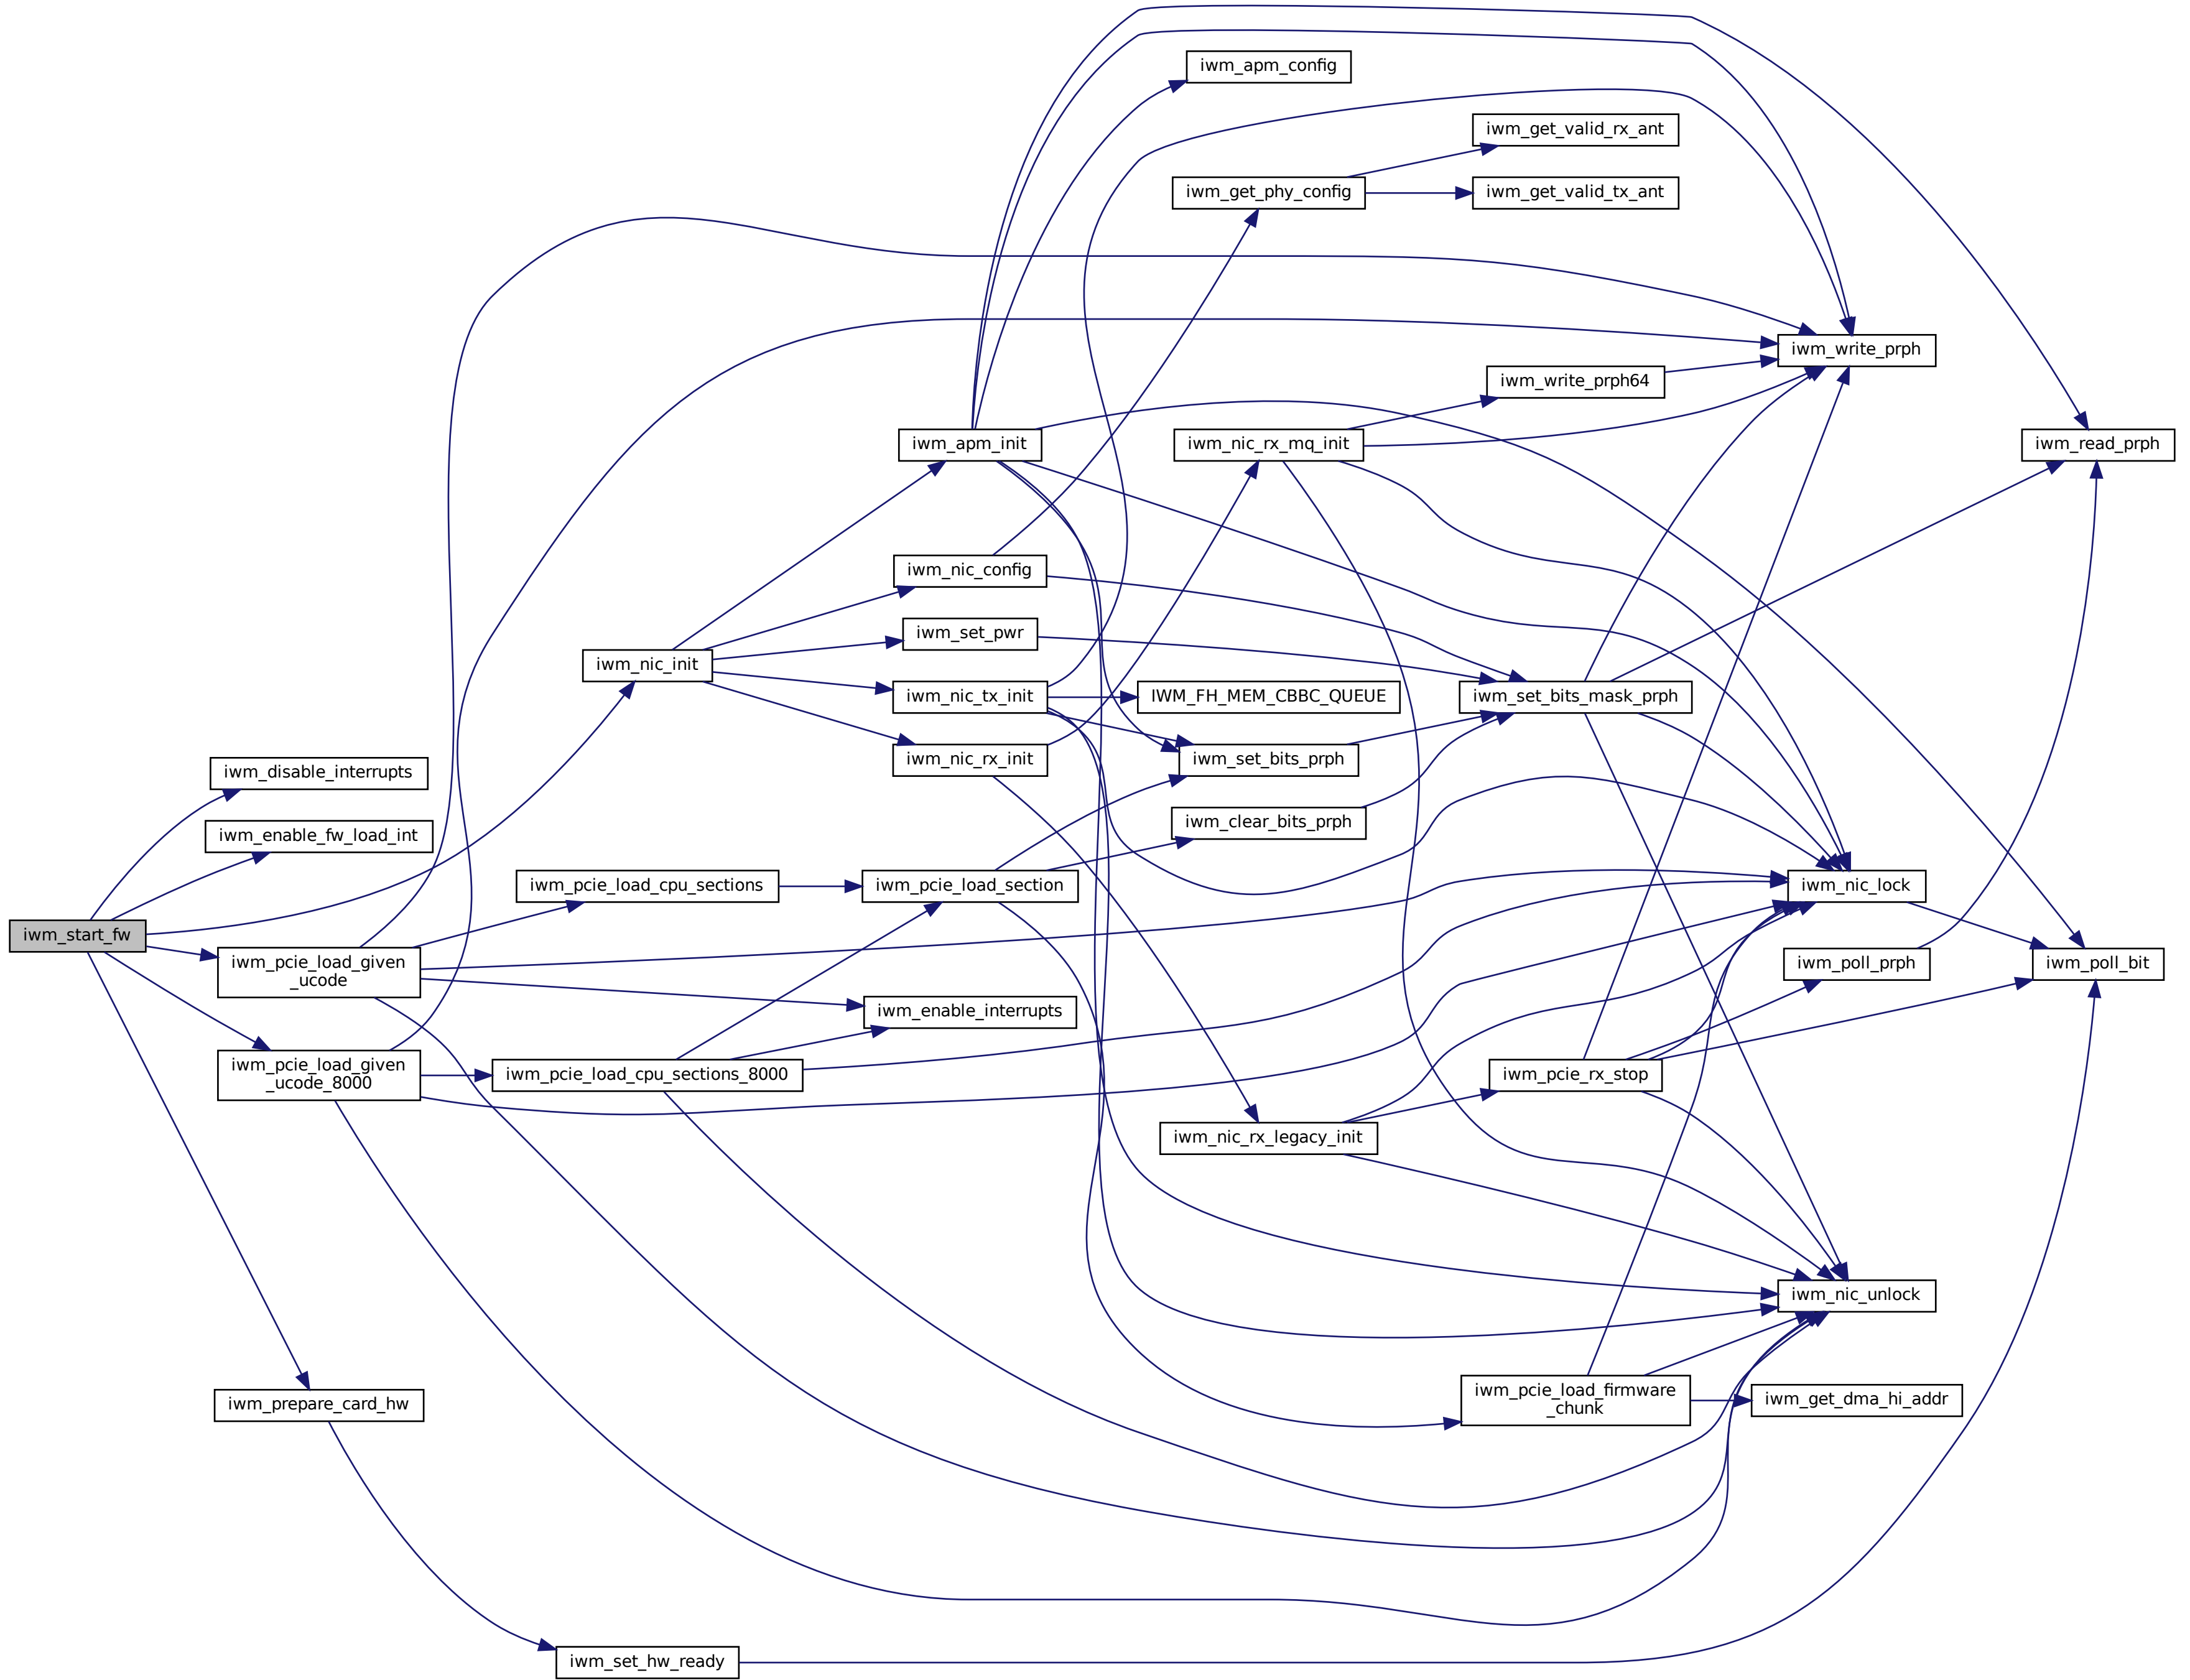 iwm_apm_config
iwm_get_valid_rx_ant
iwm_get_phy_config
iwm_get_valid_tx_ant
iwm_write_prph
iwm_write_prph64
iwm_apm_init
iwm_nic_rx_mq_init
iwm_read_prph
iwm_nic_config
iwm_set_pwr
iwm_nic_init
iwm_nic_tx_init
IWM_FH_MEM_CBBC_QUEUE
iwm_set_bits_mask_prph
iwm_nic_rx_init
iwm_set_bits_prph
iwm_disable_interrupts
iwm_clear_bits_prph
iwm_enable_fw_load_int
iwm_pcie_load_cpu_sections
iwm_pcie_load_section
iwm_nic_lock
iwm_start_fw
iwm_pcie_load_given
_ucode
iwm_poll_prph
iwm_poll_bit
iwm_enable_interrupts
iwm_pcie_load_given
_ucode_8000
iwm_pcie_load_cpu_sections_8000
iwm_pcie_rx_stop
iwm_nic_rx_legacy_init
iwm_nic_unlock
iwm_prepare_card_hw
iwm_pcie_load_firmware
_chunk
iwm_get_dma_hi_addr
iwm_set_hw_ready